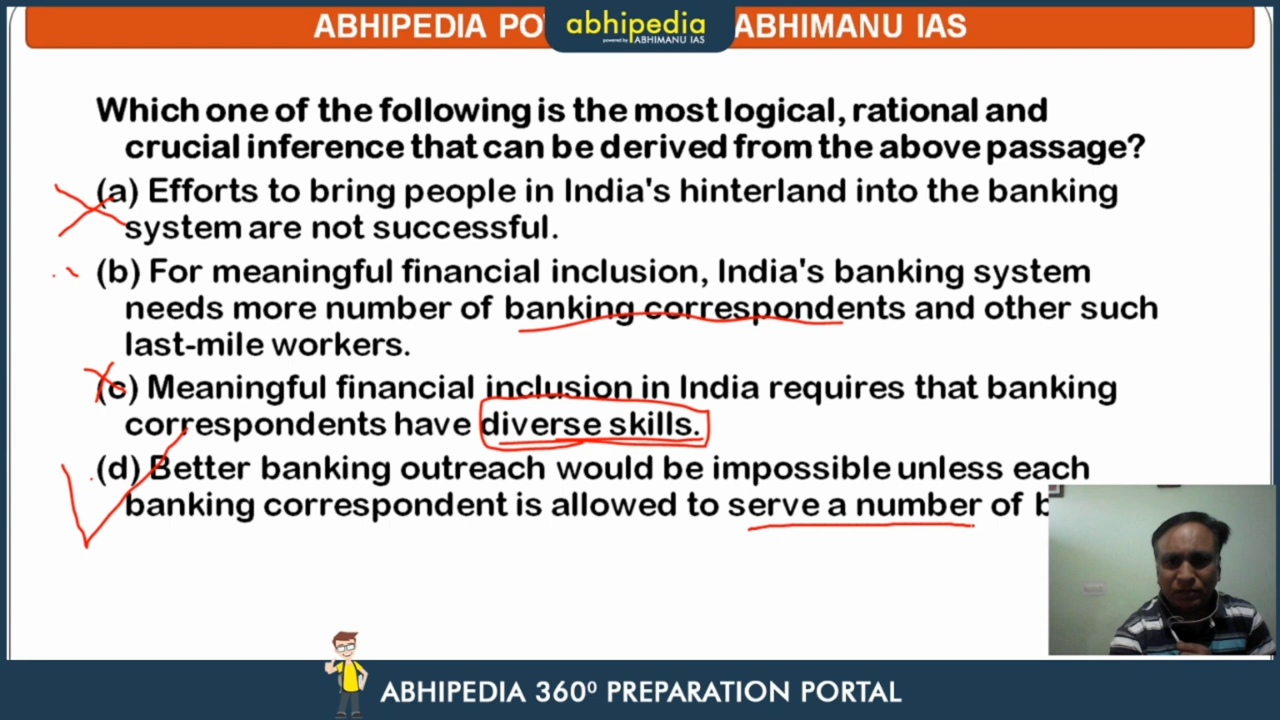 ABHIPEDIA PO
abhipedia
powered by ABHIMANU IAS
ABHIMANU IAS
Which one of the following is the most logical, rational and
crucial inference that can be derived from the above passage?
(a) Efforts to bring people in India's hinterland into the banking
system are not successful.
(b) For meaningful financial inclusion, India's banking system
needs more number of banking correspondents and other such
last-mile workers.
(c) Meaningful financial inclusion in India requires that banking
correspondents have diverse skills.
(d) Better banking outreach would be impossible unless each
banking correspondent is allowed to serve a number of b
ABHIPEDIA 360⁰ PREPARATION PORTAL